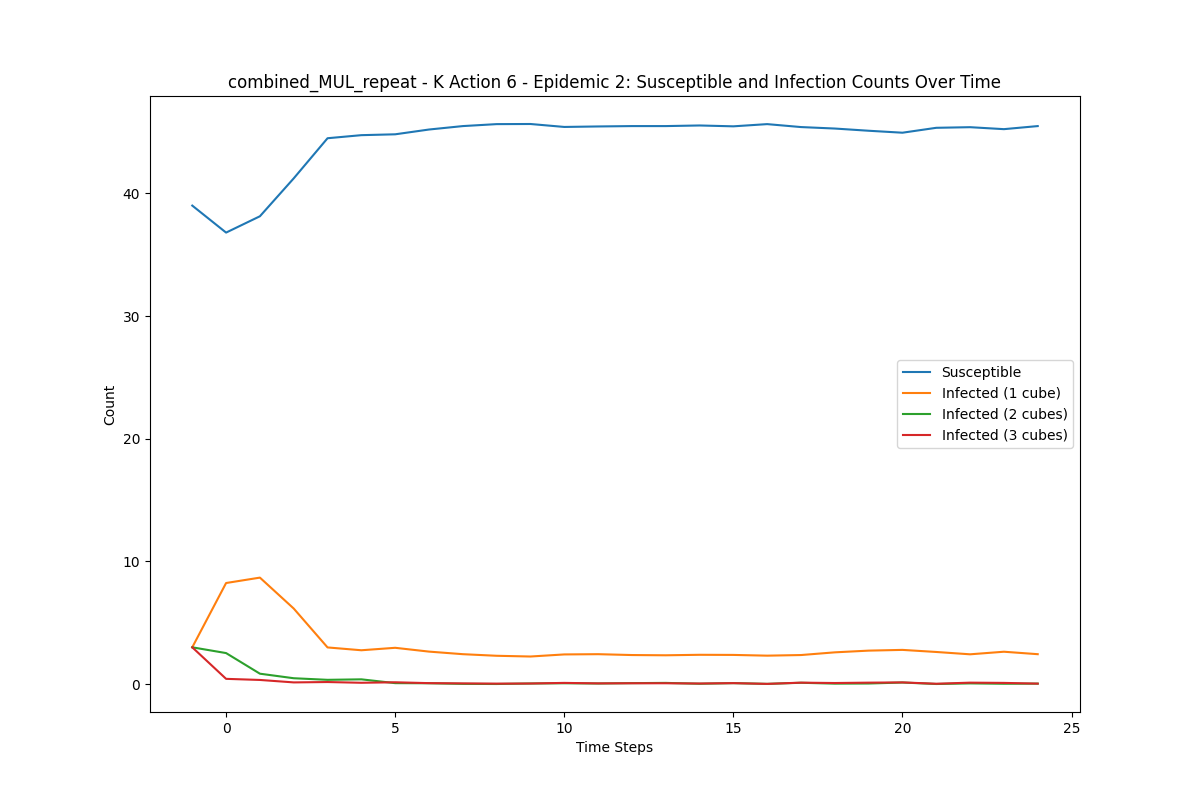 combined_MUL_repeat - K Action 6 - Epidemic 2: Susceptible and Infection Counts Over Time
Count
40
30
20
10
0
Susceptible
Infected (1 cube)
Infected (2 cubes)
Infected (3 cubes)
0 5 10 15 20 25
Time Steps